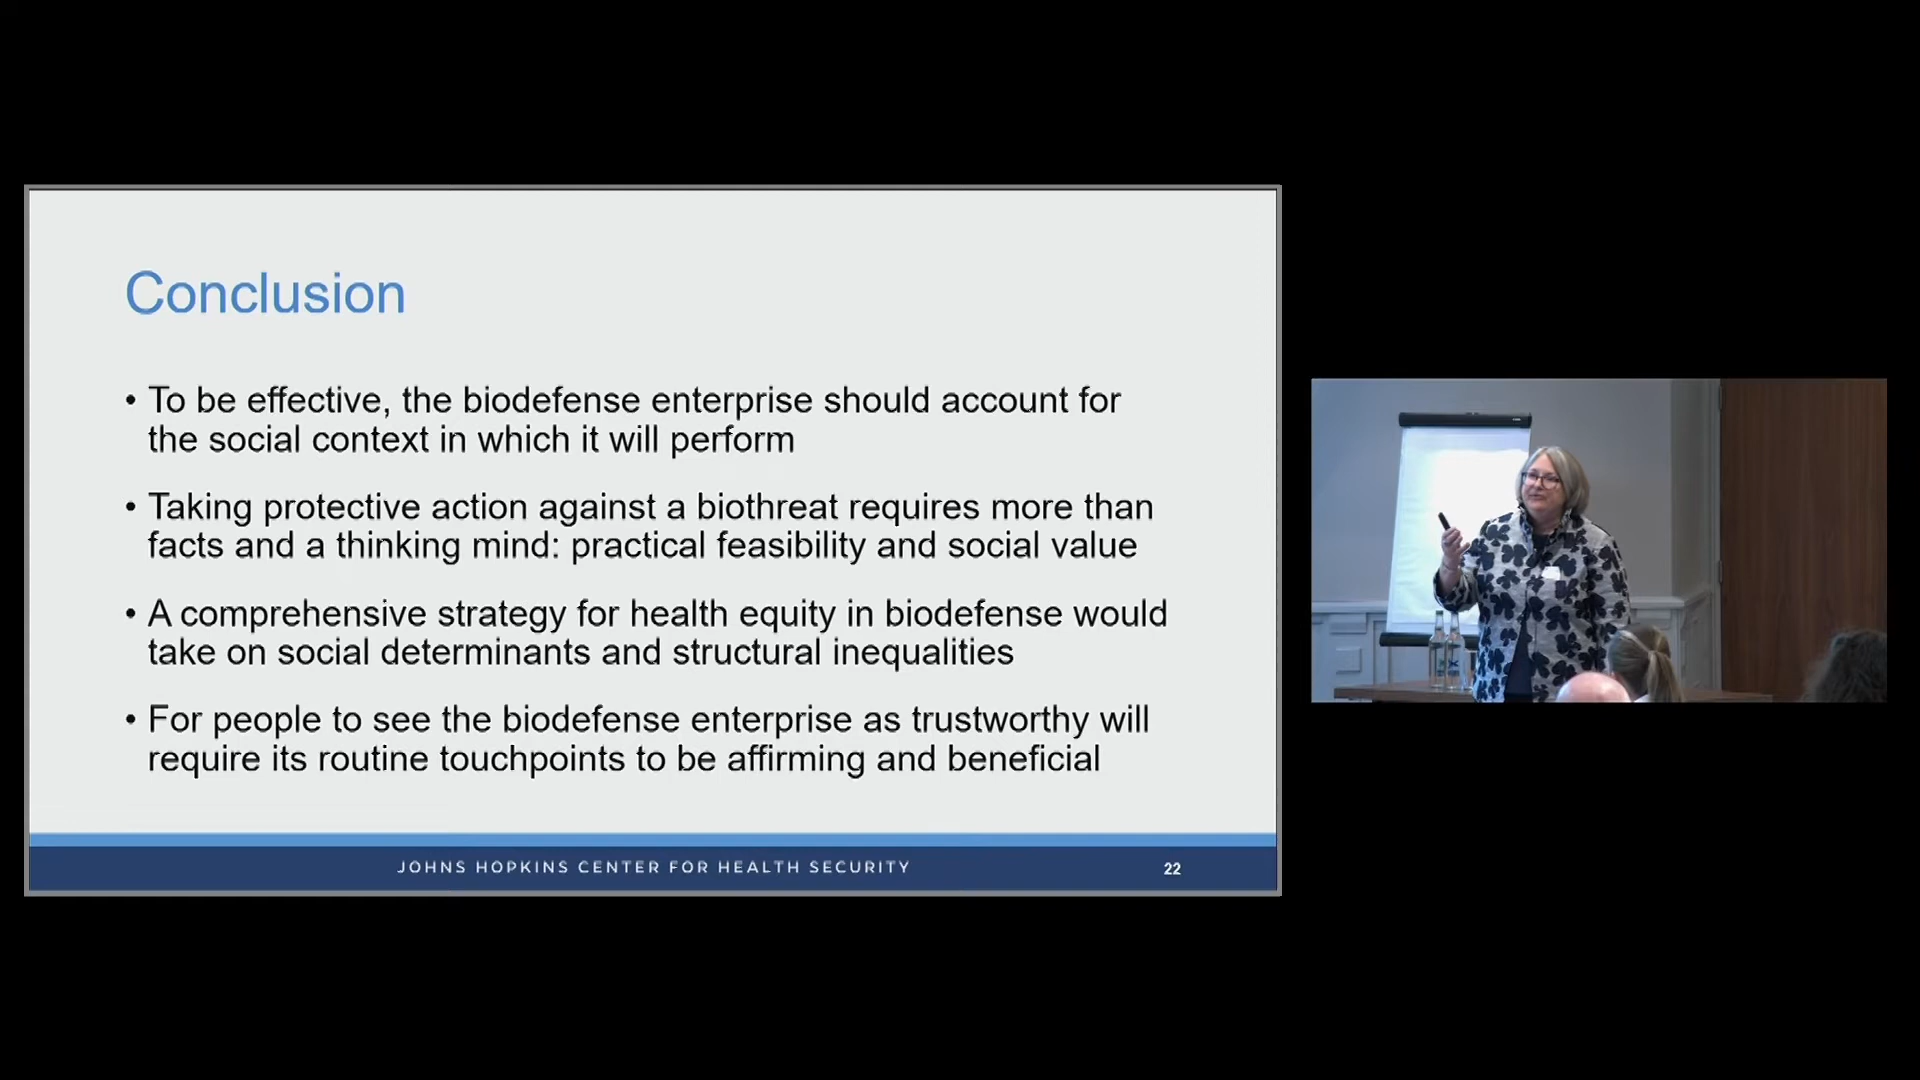 Conclusion
• To be effective, the biodefense enterprise should account for
the social context in which it will perform
• Taking protective action against a biothreat requires more than
facts and a thinking mind: practical feasibility and social value
• A comprehensive strategy for health equity in biodefense would
take on social determinants and structural inequalities
• For people to see the biodefense enterprise as trustworthy will
require its routine touchpoints to be affirming and beneficial
JOHNS HOPKINS CENTER FOR HEALTH SECURITY
22